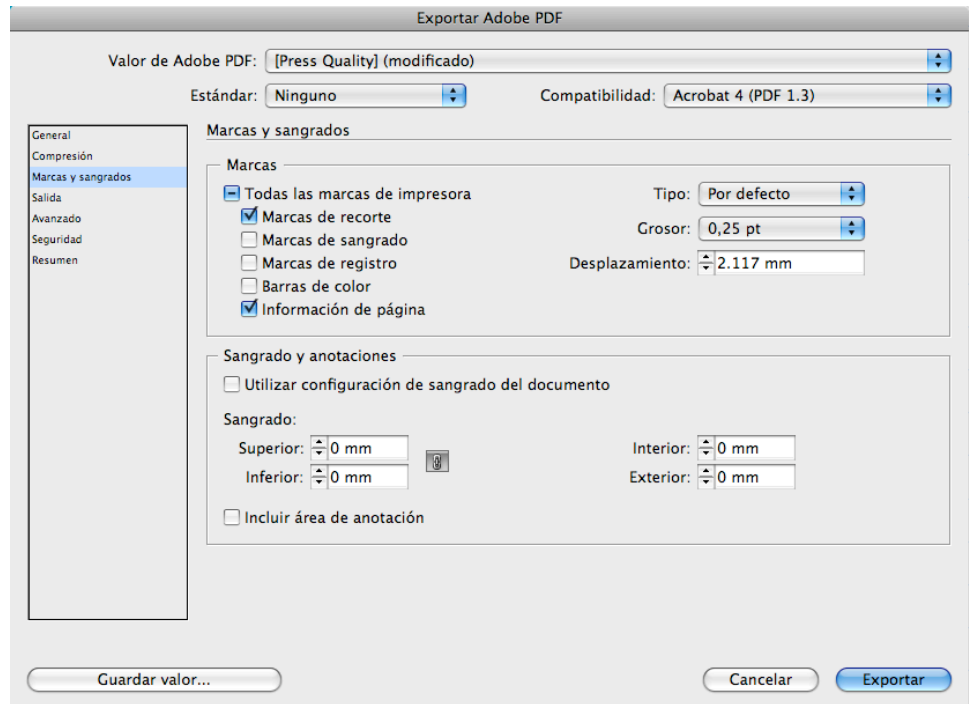 Exportar Adobe PDF
Valor de Adobe PDF: [Press Quality] (modificado)
Estándar: Ninguno Compatibilidad: Acrobat 4 (PDF 1.3)
General
Compresión
Marcas y sangrados
Salida
Avanzado
Seguridad
Resumen
Marcas y sangrados
Marcas
Todas las marcas de impresora
Marcas de recorte
Marcas de sangrado
Marcas de registro
Barras de color
Información de página
Tipo: Por defecto
Grosor: 0,25 pt
Desplazamiento: 2.117 mm
Sangrado y anotaciones
Utilizar configuración de sangrado del documento
Sangrado:
Superior: 0 mm Interior: 0 mm
Inferior: 0 mm Exterior: 0 mm
Incluir área de anotación
Guardar valor... Cancelar Exportar